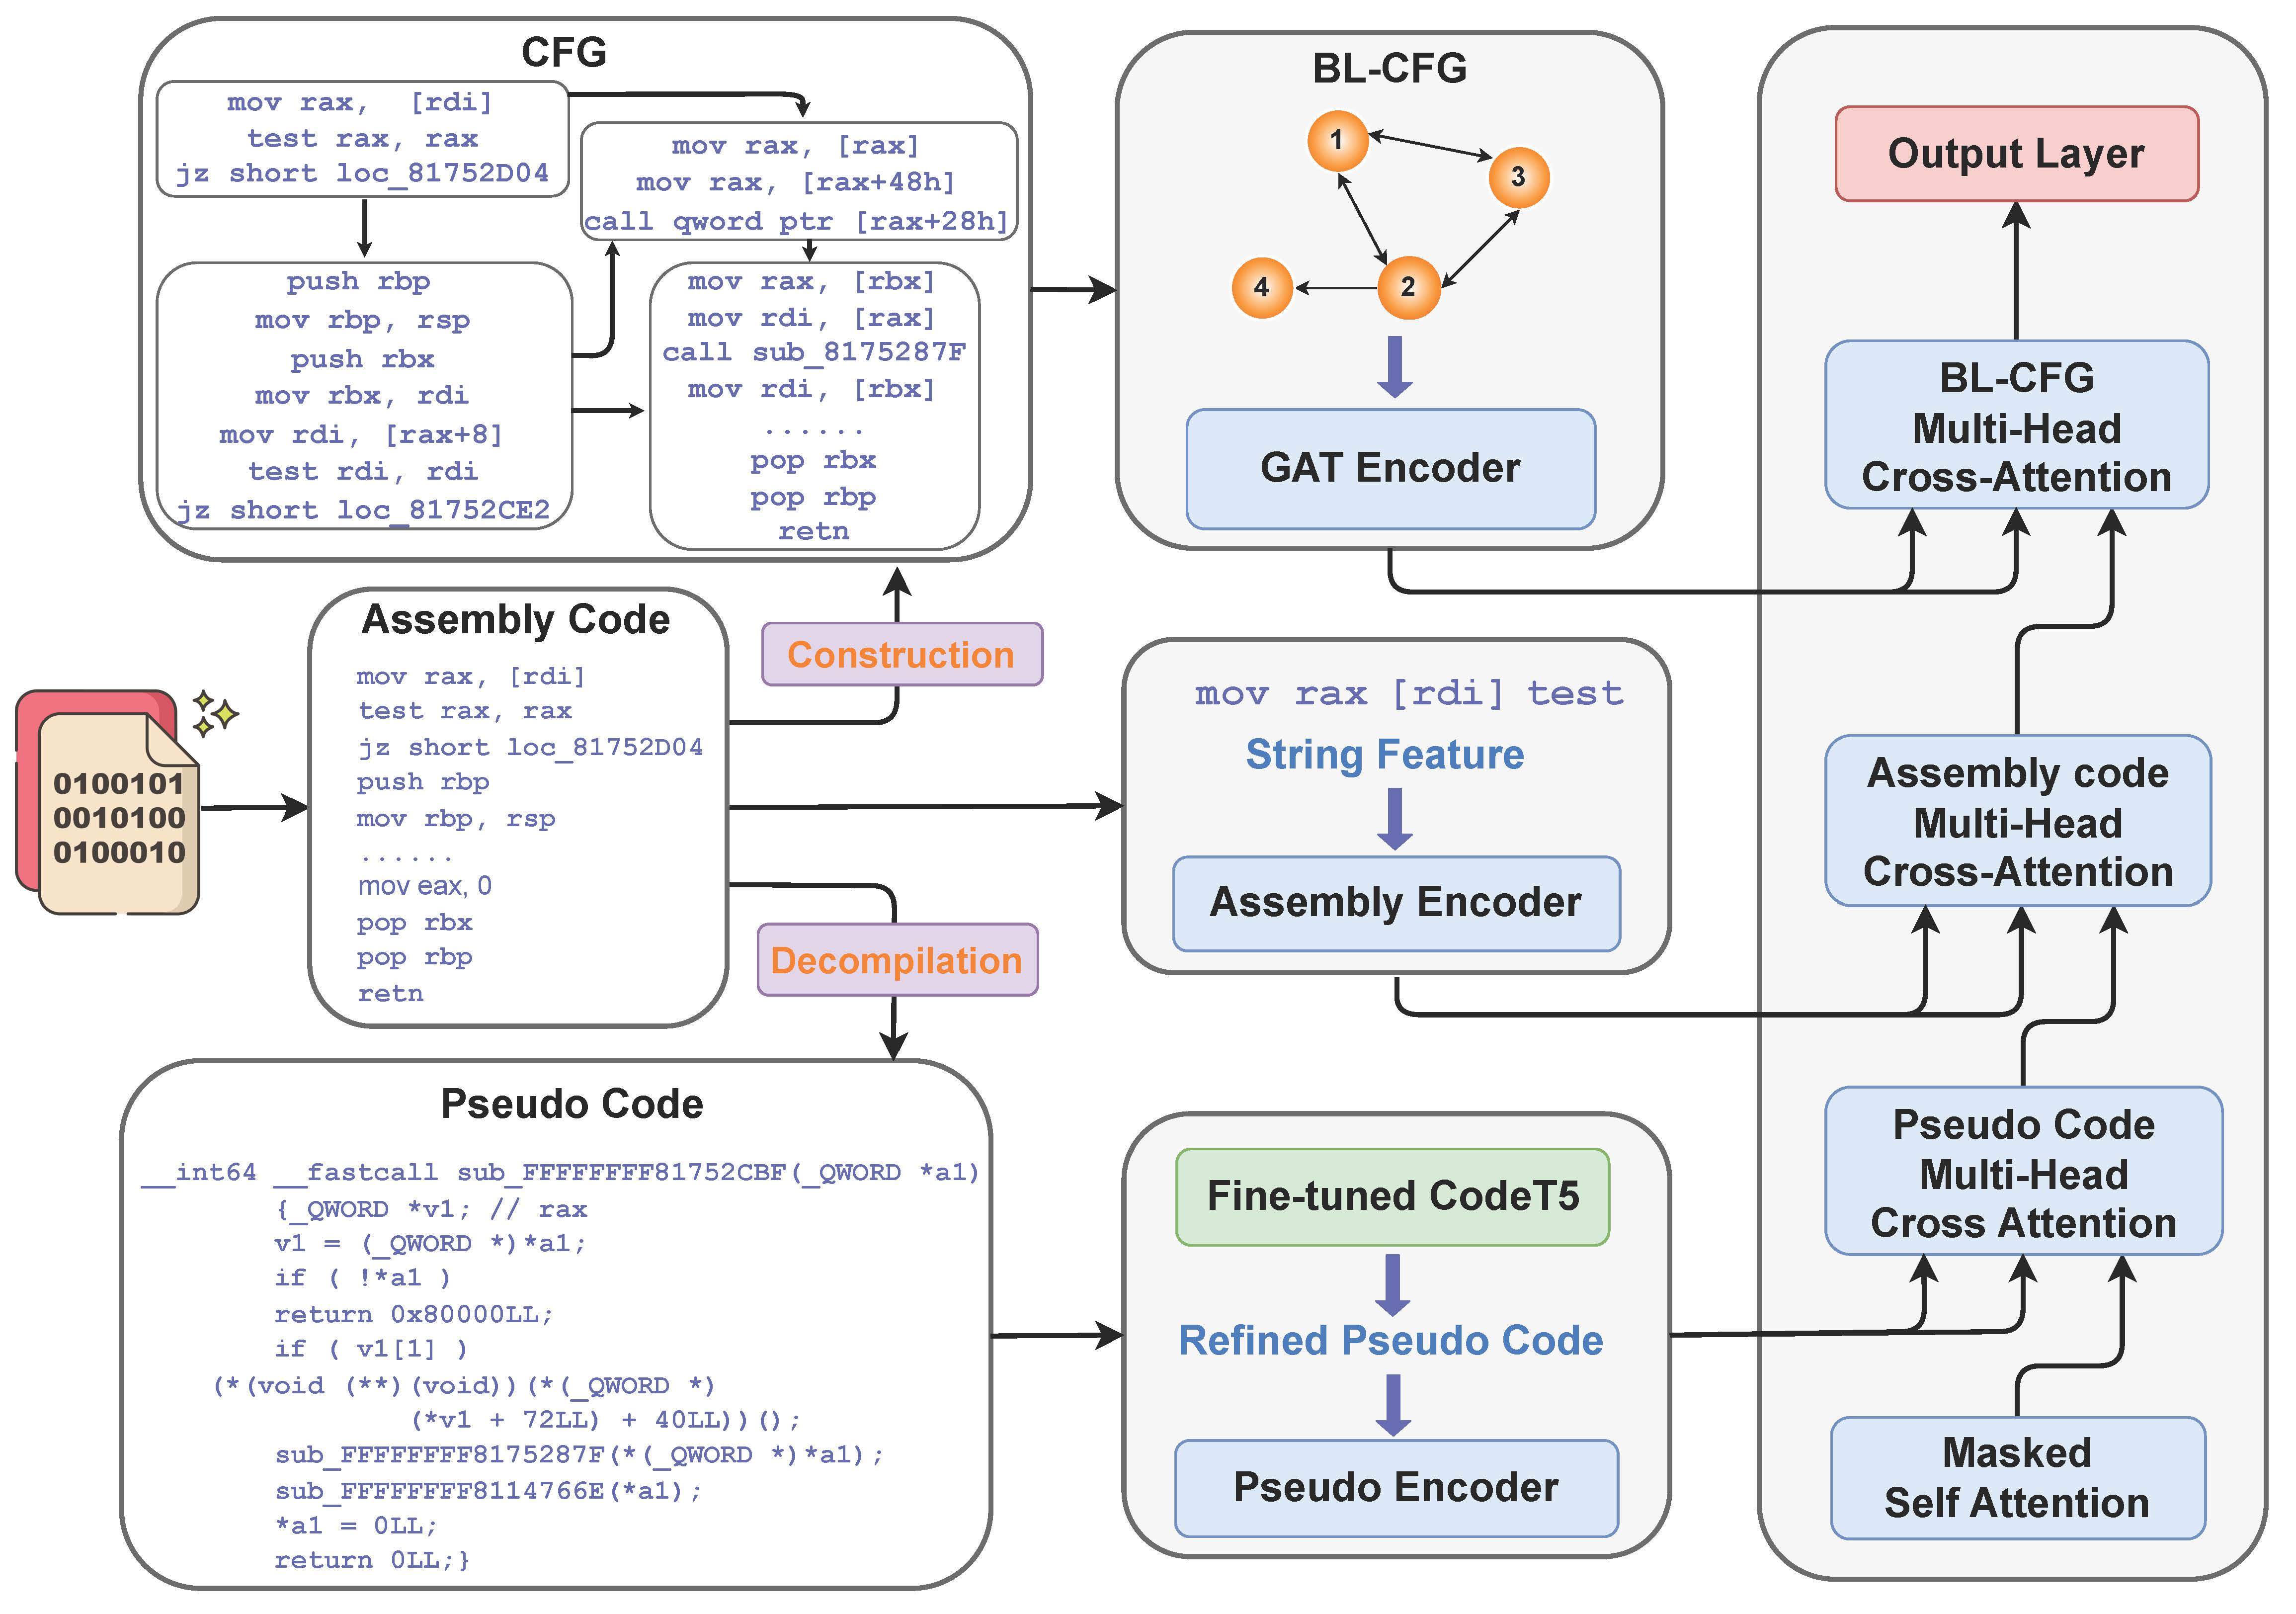 CFG
mov rax,  [rdi]
test rax, rax
jz short loc_81752D04
mov rax, [rax]
mov rax, [rax+48h]
call qword ptr [rax+28h]
push rbp
mov rbp, rsp
push rbx
mov rbx, rdi
mov rdi, [rax+8]
test rdi, rdi
jz short loc_81752CE2
mov rax, [rbx]
mov rdi, [rax]
call sub_8175287F
mov rdi, [rbx]
......
pop rbx
pop rbp
retn
BL-CFG
1
3
4
2
GAT Encoder
0100101
0010100
0100010
Assembly Code
mov rax, [rdi]
test rax, rax
jz short loc_81752D04
push rbp
mov rbp, rsp
......
mov eax, 0
pop rbx
pop rbp
retn
Construction
Decompilation
mov rax [rdi] test
String Feature
Assembly Encoder
Pseudo Code
__int64 __fastcall sub_FFFFFFFF81752CBF(_QWORD *a1)
{_QWORD *v1; // rax
v1 = (_QWORD *)*a1;
if ( !*a1 )
return 0x80000LL;
if ( v1[1] )
(*(void (**)(void))(*(_QWORD *)
(*v1 + 72LL) + 40LL))();
sub_FFFFFFFF8175287F(*(_QWORD *)*a1);
sub_FFFFFFFF8114766E(*a1);
*a1 = 0LL;
return 0LL;}
Fine-tuned CodeT5
Refined Pseudo Code
Pseudo Encoder
Output Layer
BL-CFG
Multi-Head
Cross-Attention
Assembly code
Multi-Head
Cross-Attention
Pseudo Code
Multi-Head
Cross Attention
Masked
Self Attention